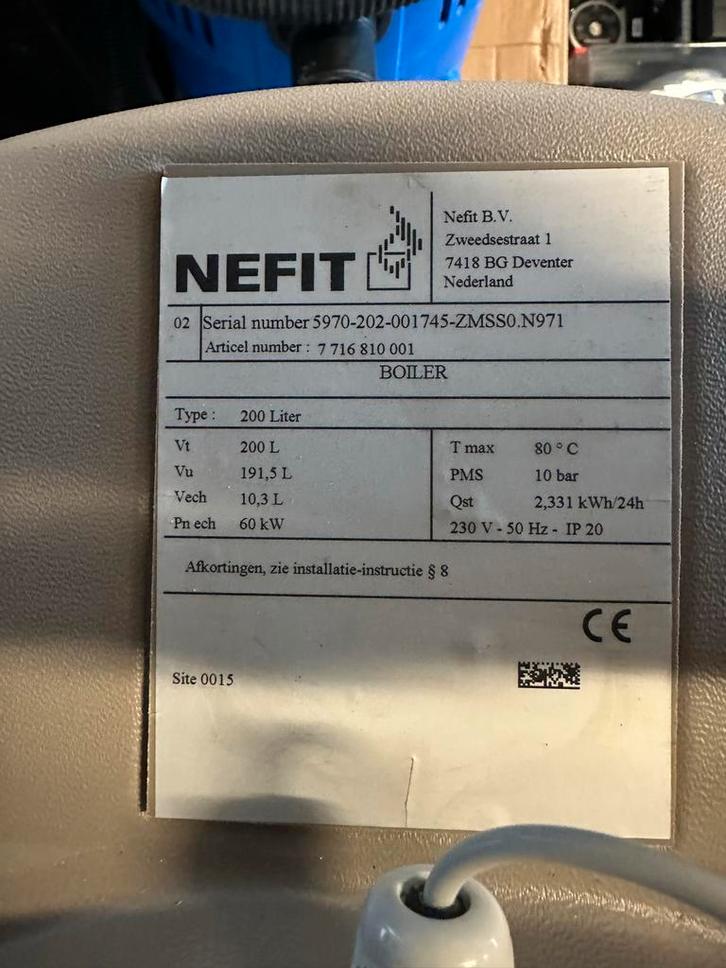 NEFIT
Nefit B.V.
Zweedsestraat 1
7418 BG Deventer
Nederland
02 Serial number 5970-202-001745-ZMSS0.N971
Articel number : 7 716 810 001
BOILER
Type : 200 Liter
Vt 200 L
Vu 191,5 L
Vech 10,3 L
Pn ech 60 kW
T max 80 ° C
PMS 10 bar
Qst 2,331 kWh/24h
230 V - 50 Hz - IP 20
Afkortingen, zie installatie-instructie § 8
CE
Site 0015